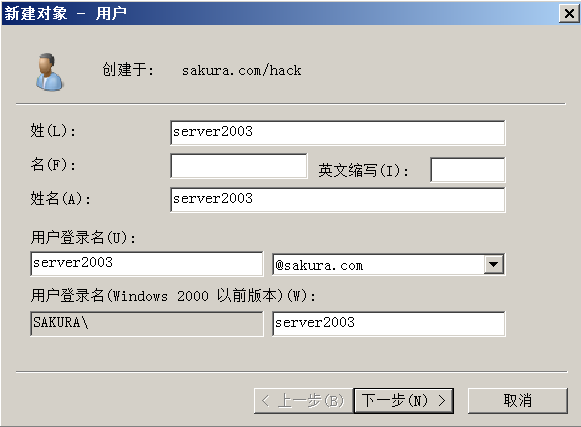 新建对象 - 用户
创建于: sakura.com/hack
姓(L): server2003
名(F): 英文缩写(I):
姓名(A): server2003
用户登录名(U):
server2003 @sakura.com
用户登录名(Windows 2000 以前版本)(W):
SAKURA\ server2003
< 上一步(B) 下一步(N) > 取消